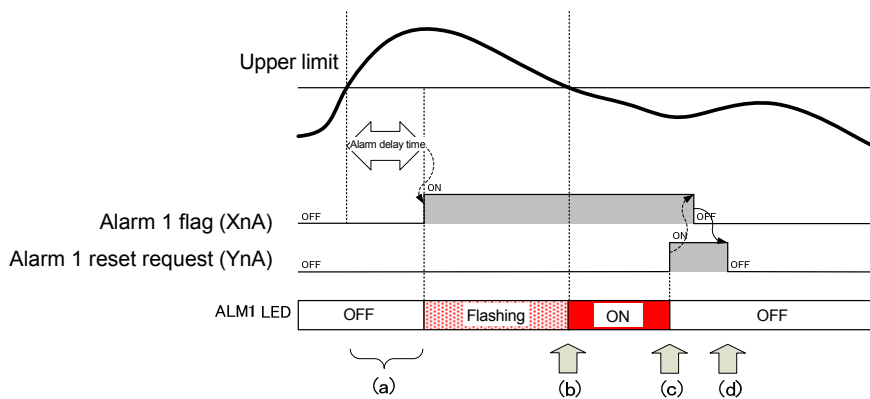 Upper limit
Alarm delay time
ON
Alarm 1 flag (XnA)
OFF
OFF
ON
Alarm 1 reset request (YnA)
OFF
OFF
ALM1 LED
OFF
Flashing
ON
OFF
(a)
(b)
(c)
(d)